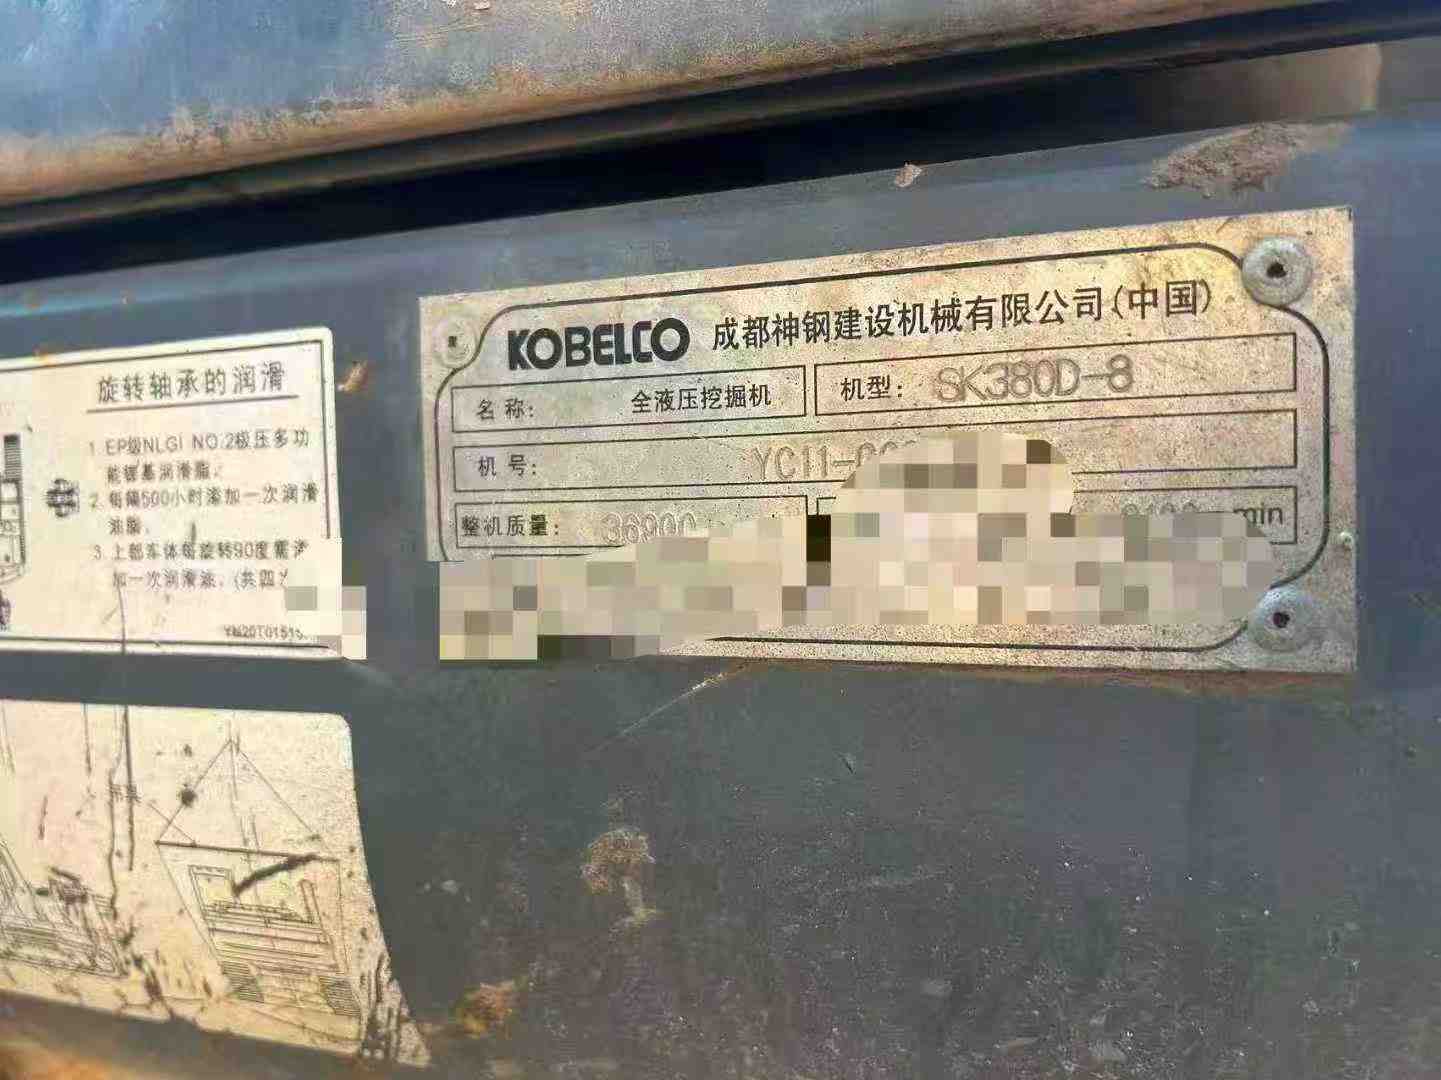 KOBELCO 成都神钢建设机械有限公司(中国)
名称: 全液压挖掘机 机型: SK380D-8
机号: YC11-
整机质量: 36900
min
旋转轴承的润滑
1. EP级NLGI NO.2极压多功
能锂基润滑脂。
2. 每隔500小时添加一次润滑
油脂。
3. 上部车体每旋转90度需添
加一次润滑油。(共四
YN20T0151
吊具